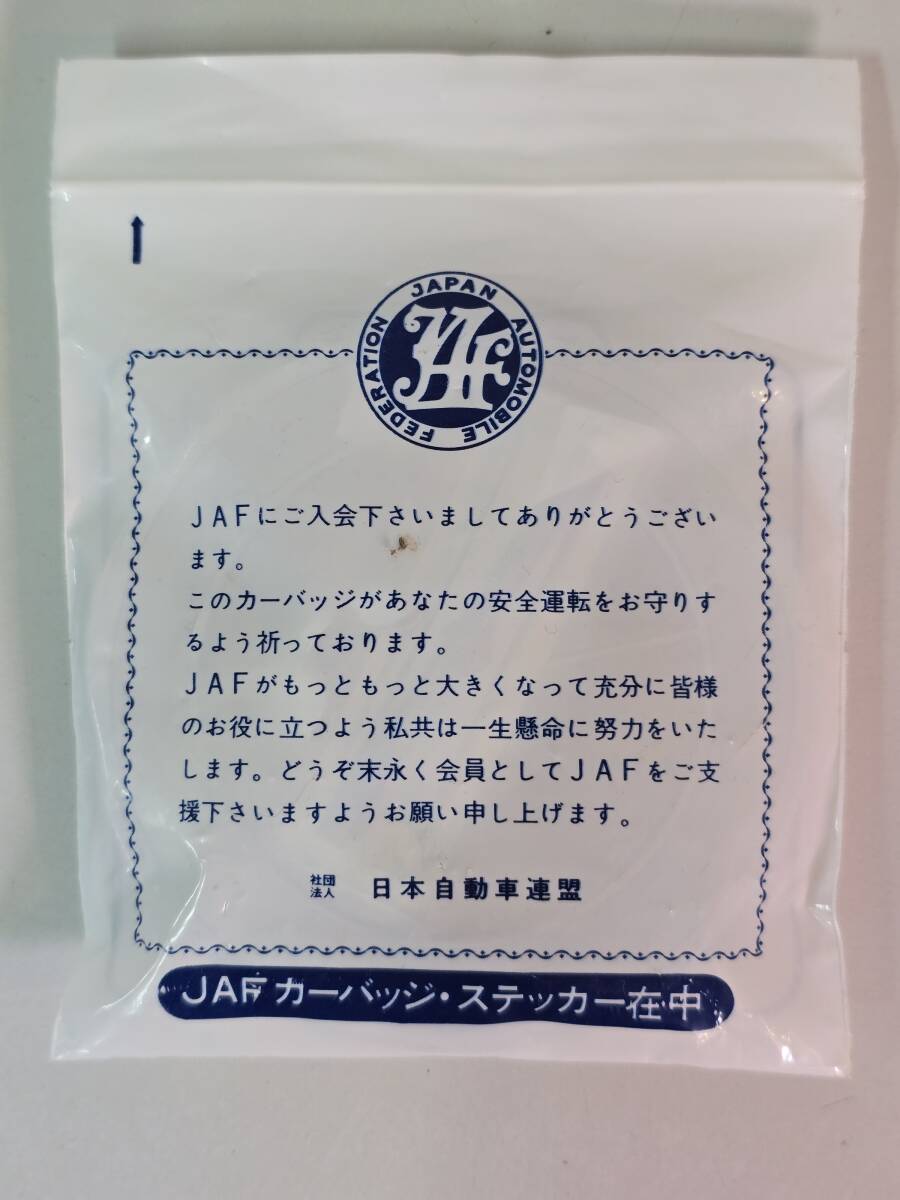 JAPAN AUTOMOBILE FEDERATION
JAF
JAFにご入会下さいましてありがとうござい
ます。
このカーバッジがあなたの安全運転をお守りす
るよう祈っております。
JAFがもっともっと大きくなって充分に皆様
のお役に立つよう私共は一生懸命に努力をいた
します。どうぞ末永く会員としてJAFをご支
援下さいますようお願い申し上げます。
社団法人 日本自動車連盟
JAFカーバッジ・ステッカー在中